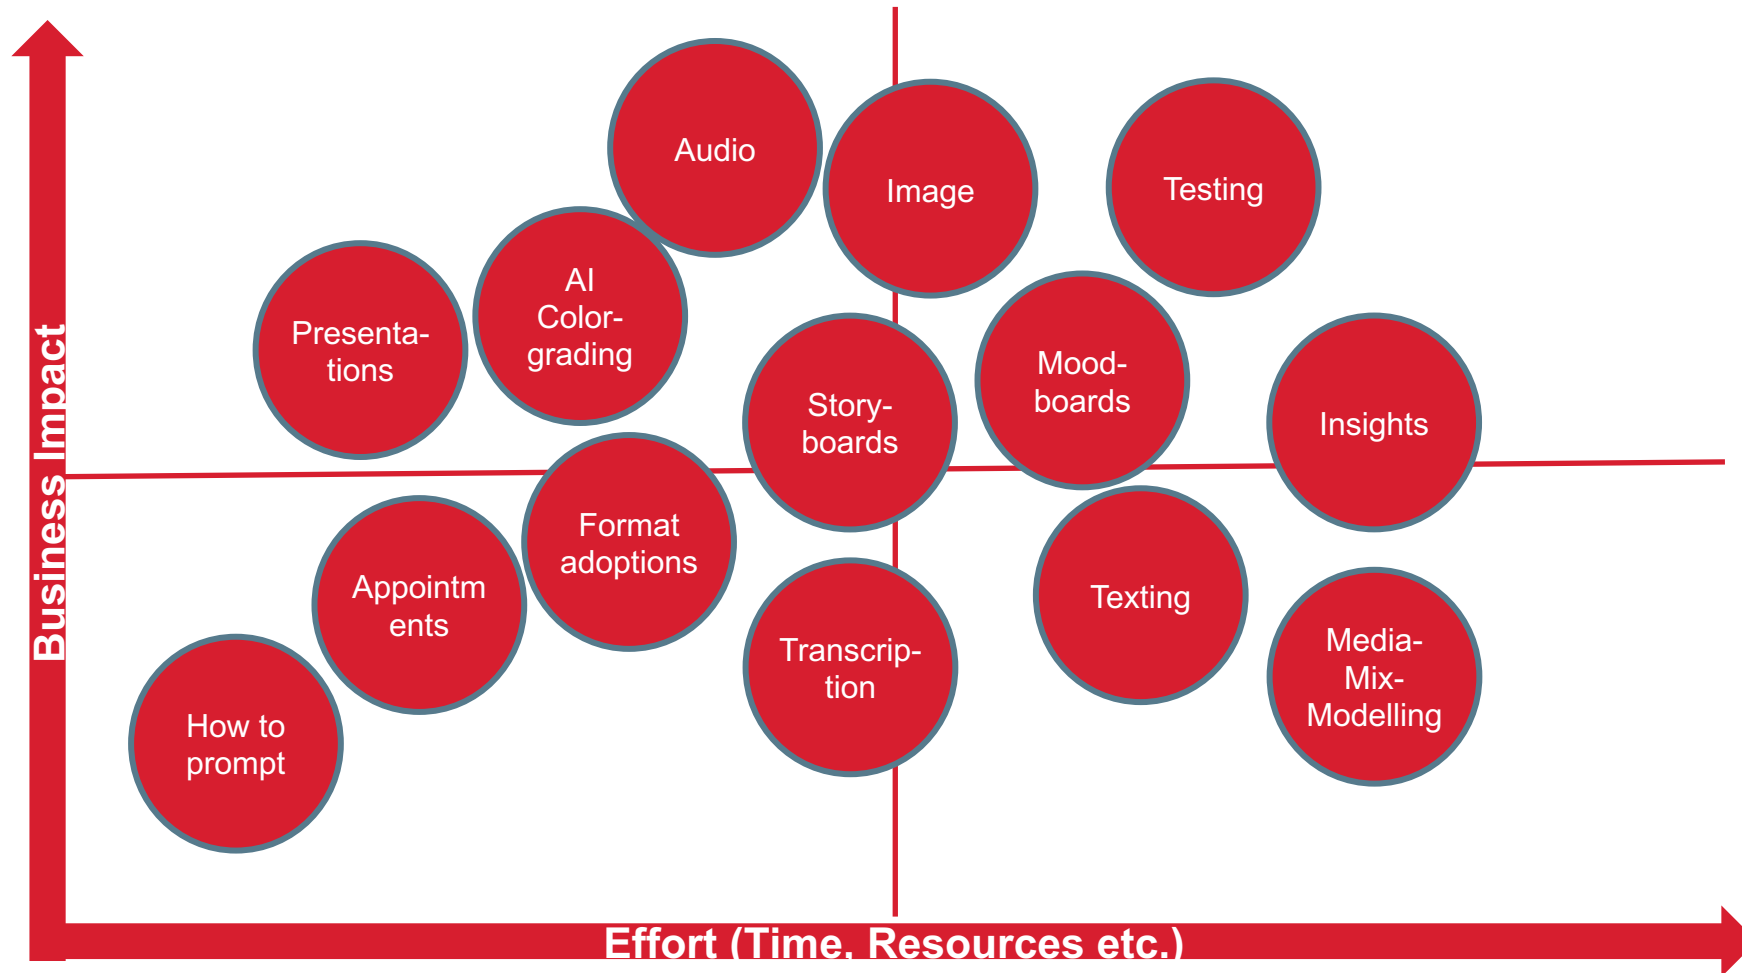 Audio
Image
Testing
AI
Color-
grading
Presenta-
tions
Mood-
boards
Story-
boards
Insights
Business Impact
Format
adoptions
Appointm
ents
Texting
Transcrip-
tion
Media-
Mix-
Modelling
How to
prompt
Effort (Time, Resources etc.)